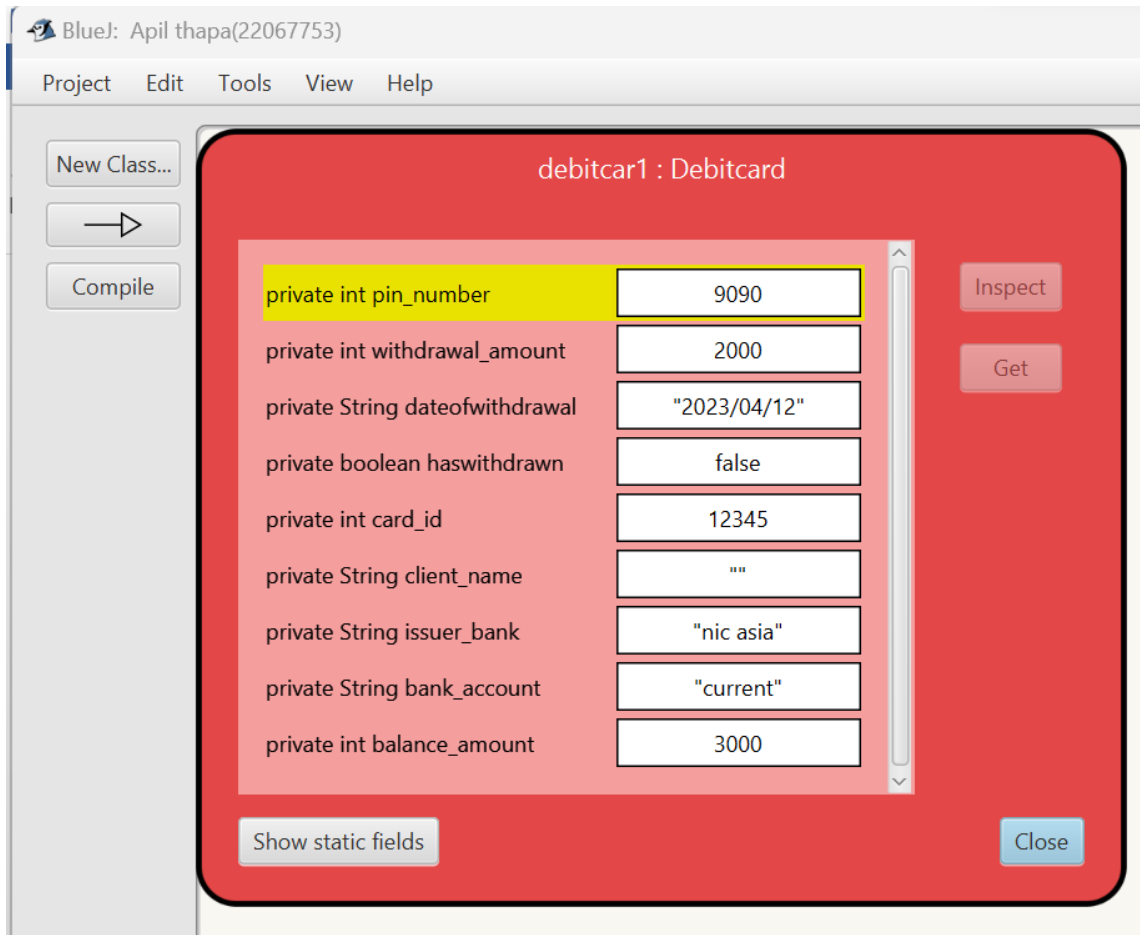 BlueJ: Apil thapa(22067753)
Project Edit Tools View Help
New Class...
Compile
debitcar1 : Debitcard
private int pin_number 9090
private int withdrawal_amount 2000
private String dateofwithdrawal "2023/04/12"
private boolean haswithdrawn false
private int card_id 12345
private String client_name ""
private String issuer_bank "nic asia"
private String bank_account "current"
private int balance_amount 3000
Inspect
Get
Show static fields
Close